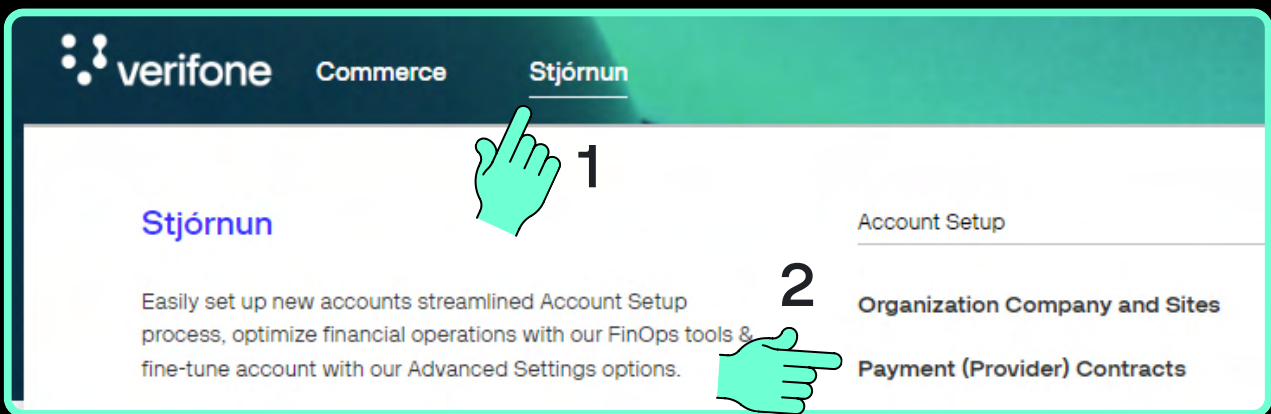 verifone Commerce Stjórnun
1
Stjórnun
Easily set up new accounts streamlined Account Setup
process, optimize financial operations with our FinOps tools &
fine-tune account with our Advanced Settings options.
Account Setup
2
Organization Company and Sites
Payment (Provider) Contracts